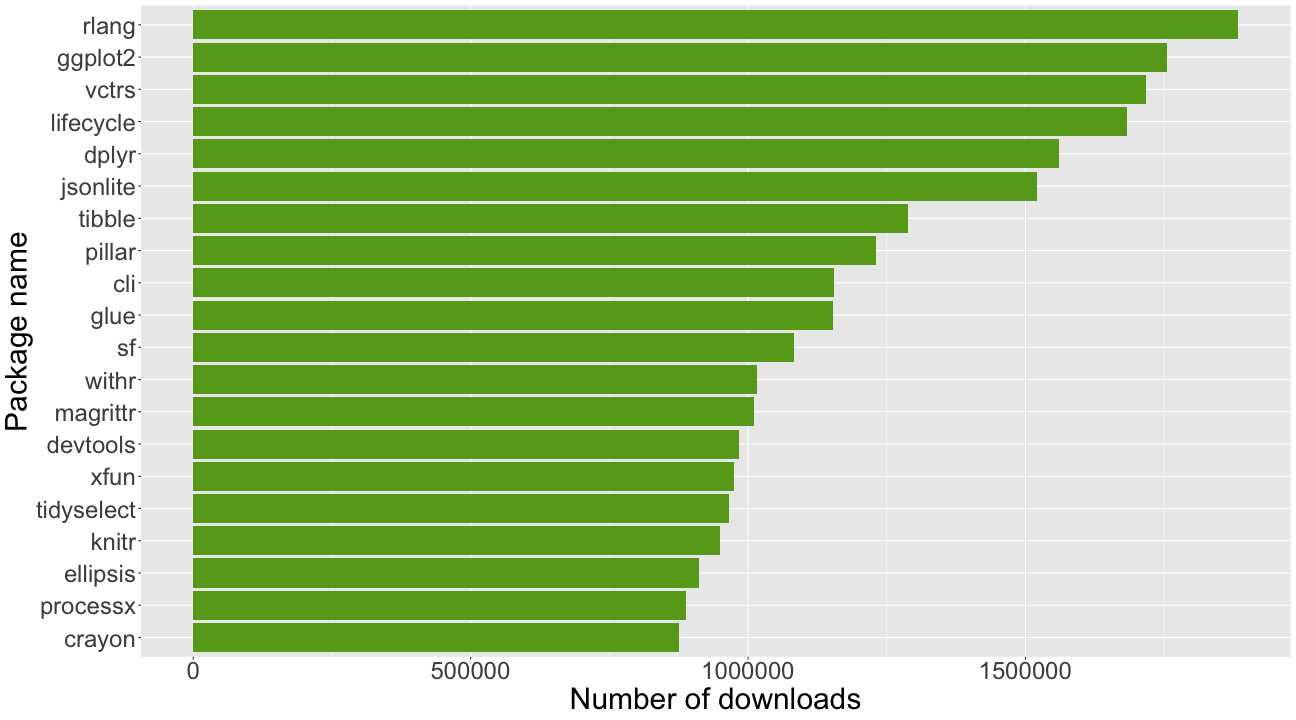 Package name
rlang
ggplot2
vctrs
lifecycle
dplyr
jsonlite
tibble
pillar
cli
glue
sf
withr
magrittr
devtools
xfun
tidyselect
knitr
ellipsis
processx
crayon
0 500000 1000000 1500000
Number of downloads